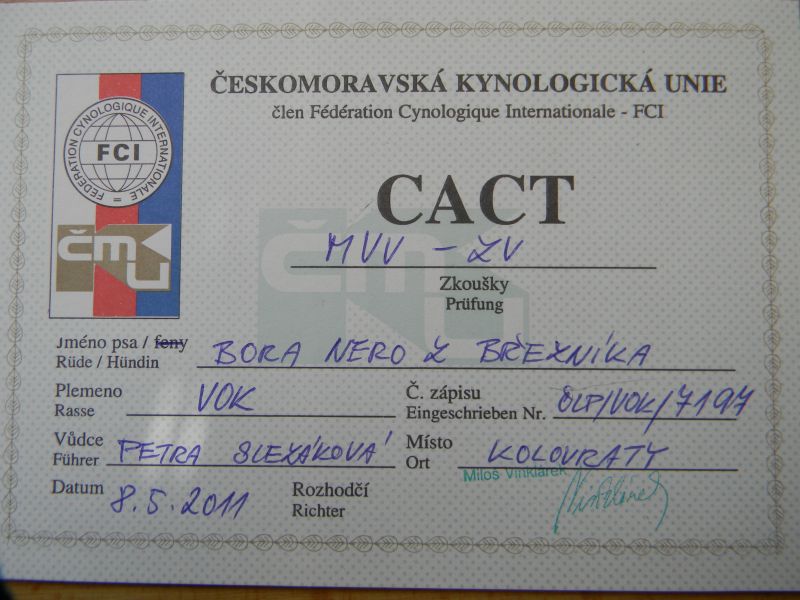 FEDERATION CYNOLOGIQUE INTERNATIONALE
FCI
ČMKU
ČESKOMORAVSKÁ KYNOLOGICKÁ UNIE
člen Fédération Cynologique Internationale - FCI
CACT
MVV - ZV
Zkoušky
Prüfung
Jméno psa / feny BORA NERO Z BŘEZNÍKA
Rüde / Hündin
Plemeno VOK Č. zápisu
Rasse Eingeschrieben Nr. ČLP/VOK/7197
Vůdce PETRA SLEZÁKOVÁ Místo KOLOVRATY
Führer Ort
Miloš Vinklárek
Datum 8.5.2011 Rozhodčí
Richter